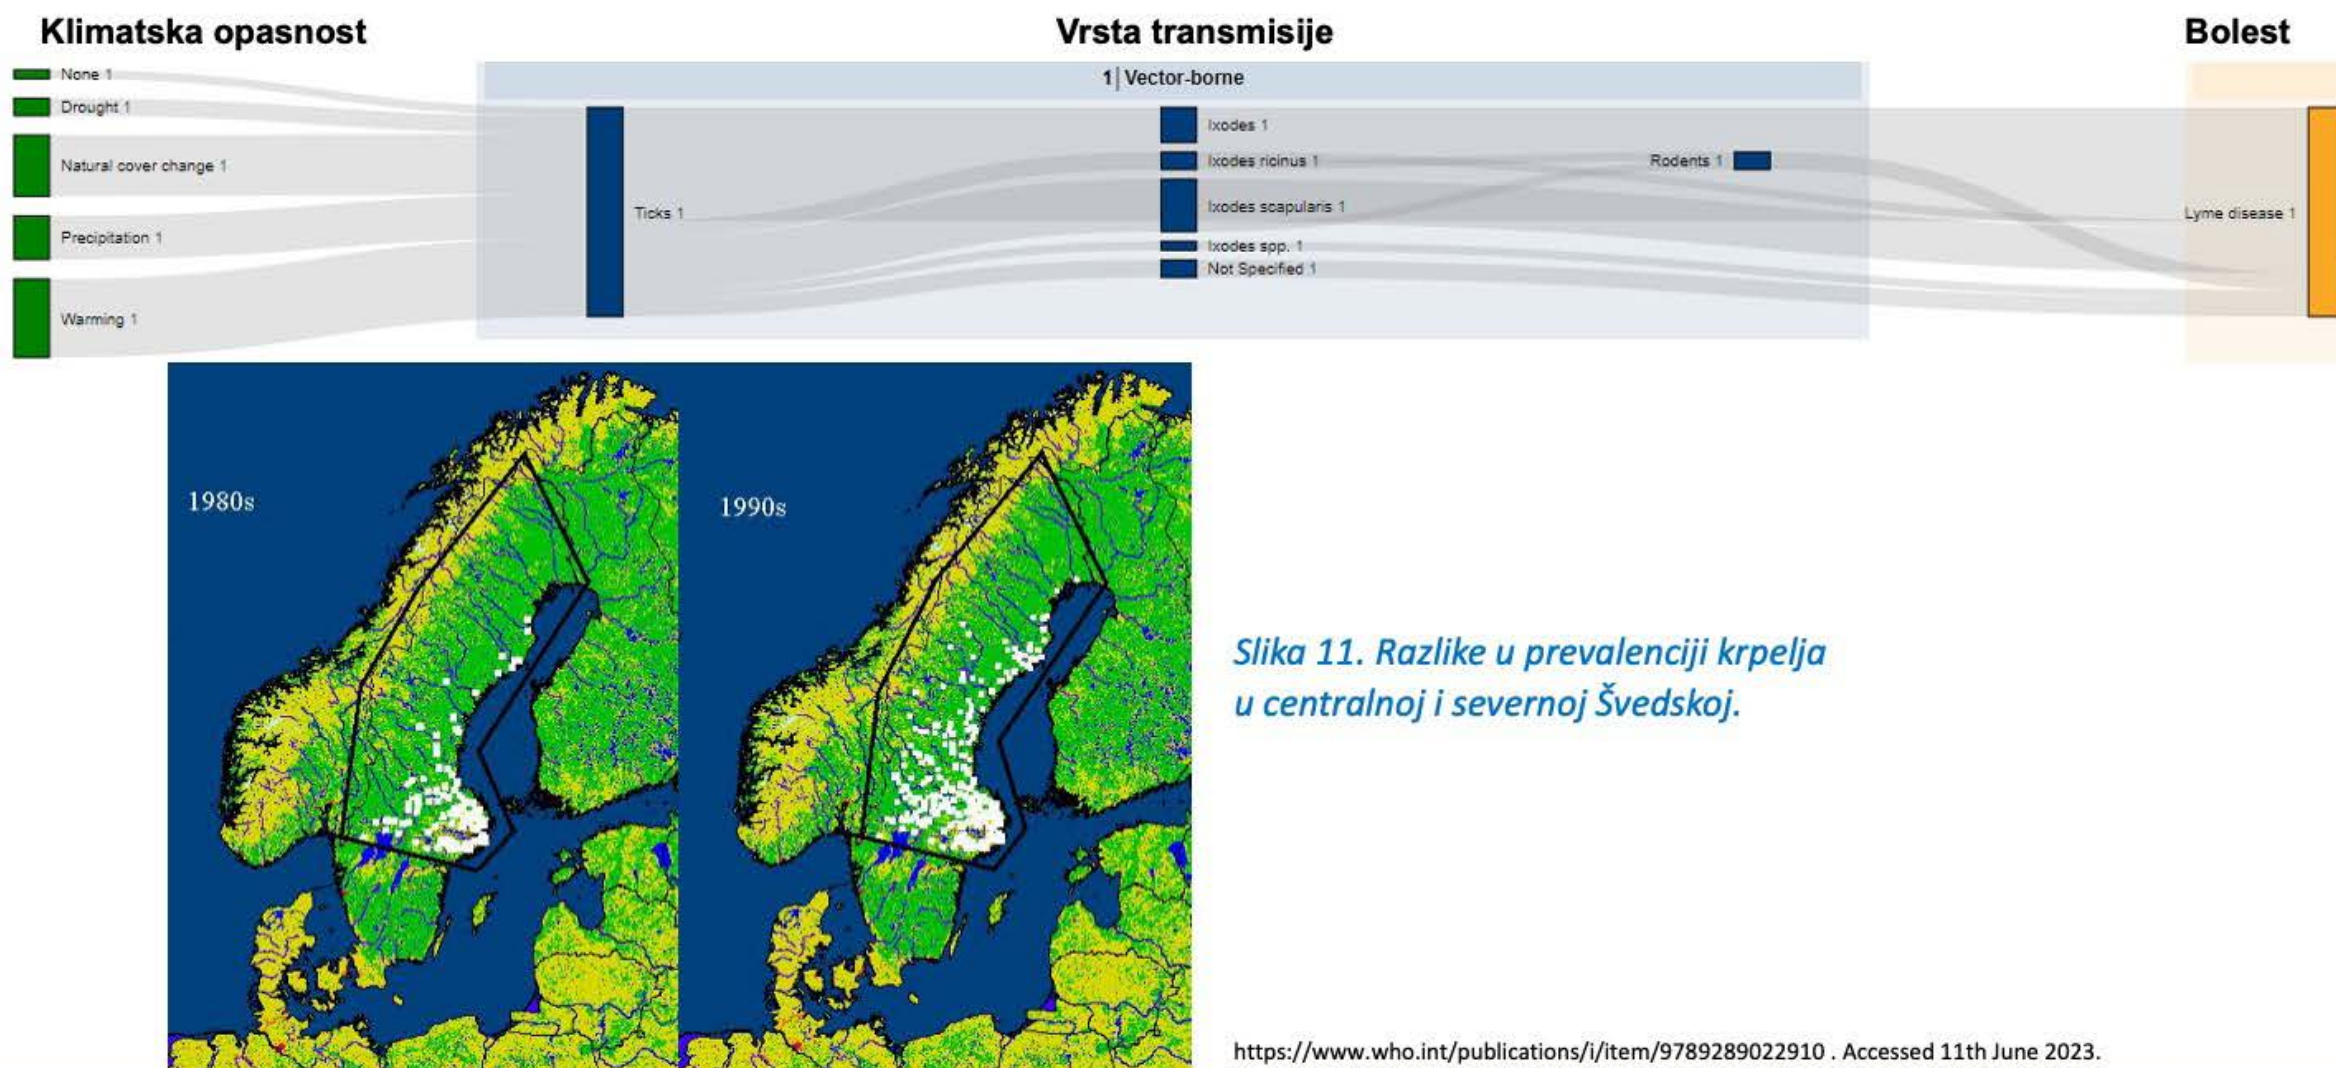 Klimatska opasnost
Vrsta transmisije
Bolest
None 1
Drought 1
Natural cover change 1
Precipitation 1
Warming 1
1| Vector-borne
Ticks 1
Ixodes 1
Ixodes ricinus 1
Ixodes scapularis 1
Ixodes spp. 1
Not Specified 1
Rodents 1
Lyme disease 1
1980s
1990s
Slika 11. Razlike u prevalenciji krpelja
u centralnoj i severnoj Švedskoj.
https://www.who.int/publications/i/item/9789289022910 . Accessed 11th June 2023.